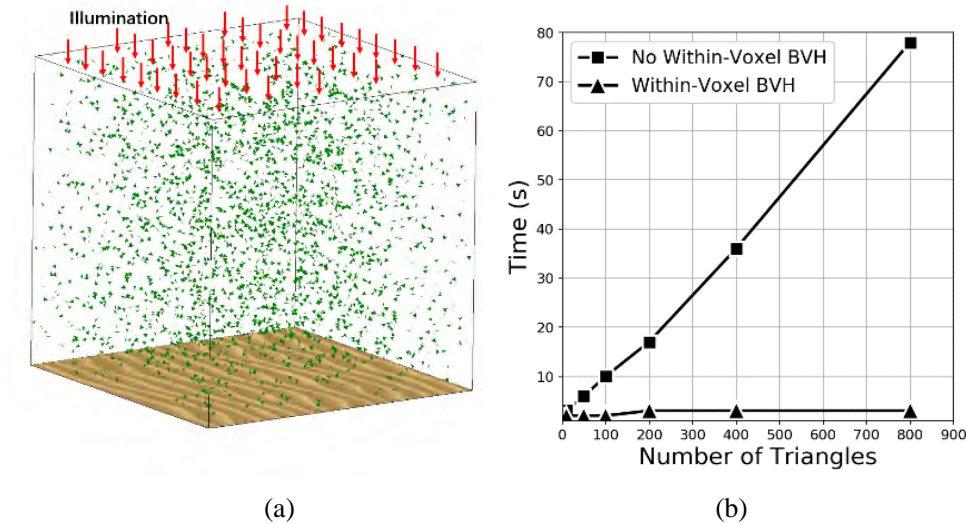 Illumination
No Within-Voxel BVH
Within-Voxel BVH
Time (s)
80
70
60
50
40
30
20
10
0 100 200 300 400 500 600 700 800 900
Number of Triangles
(a) (b)